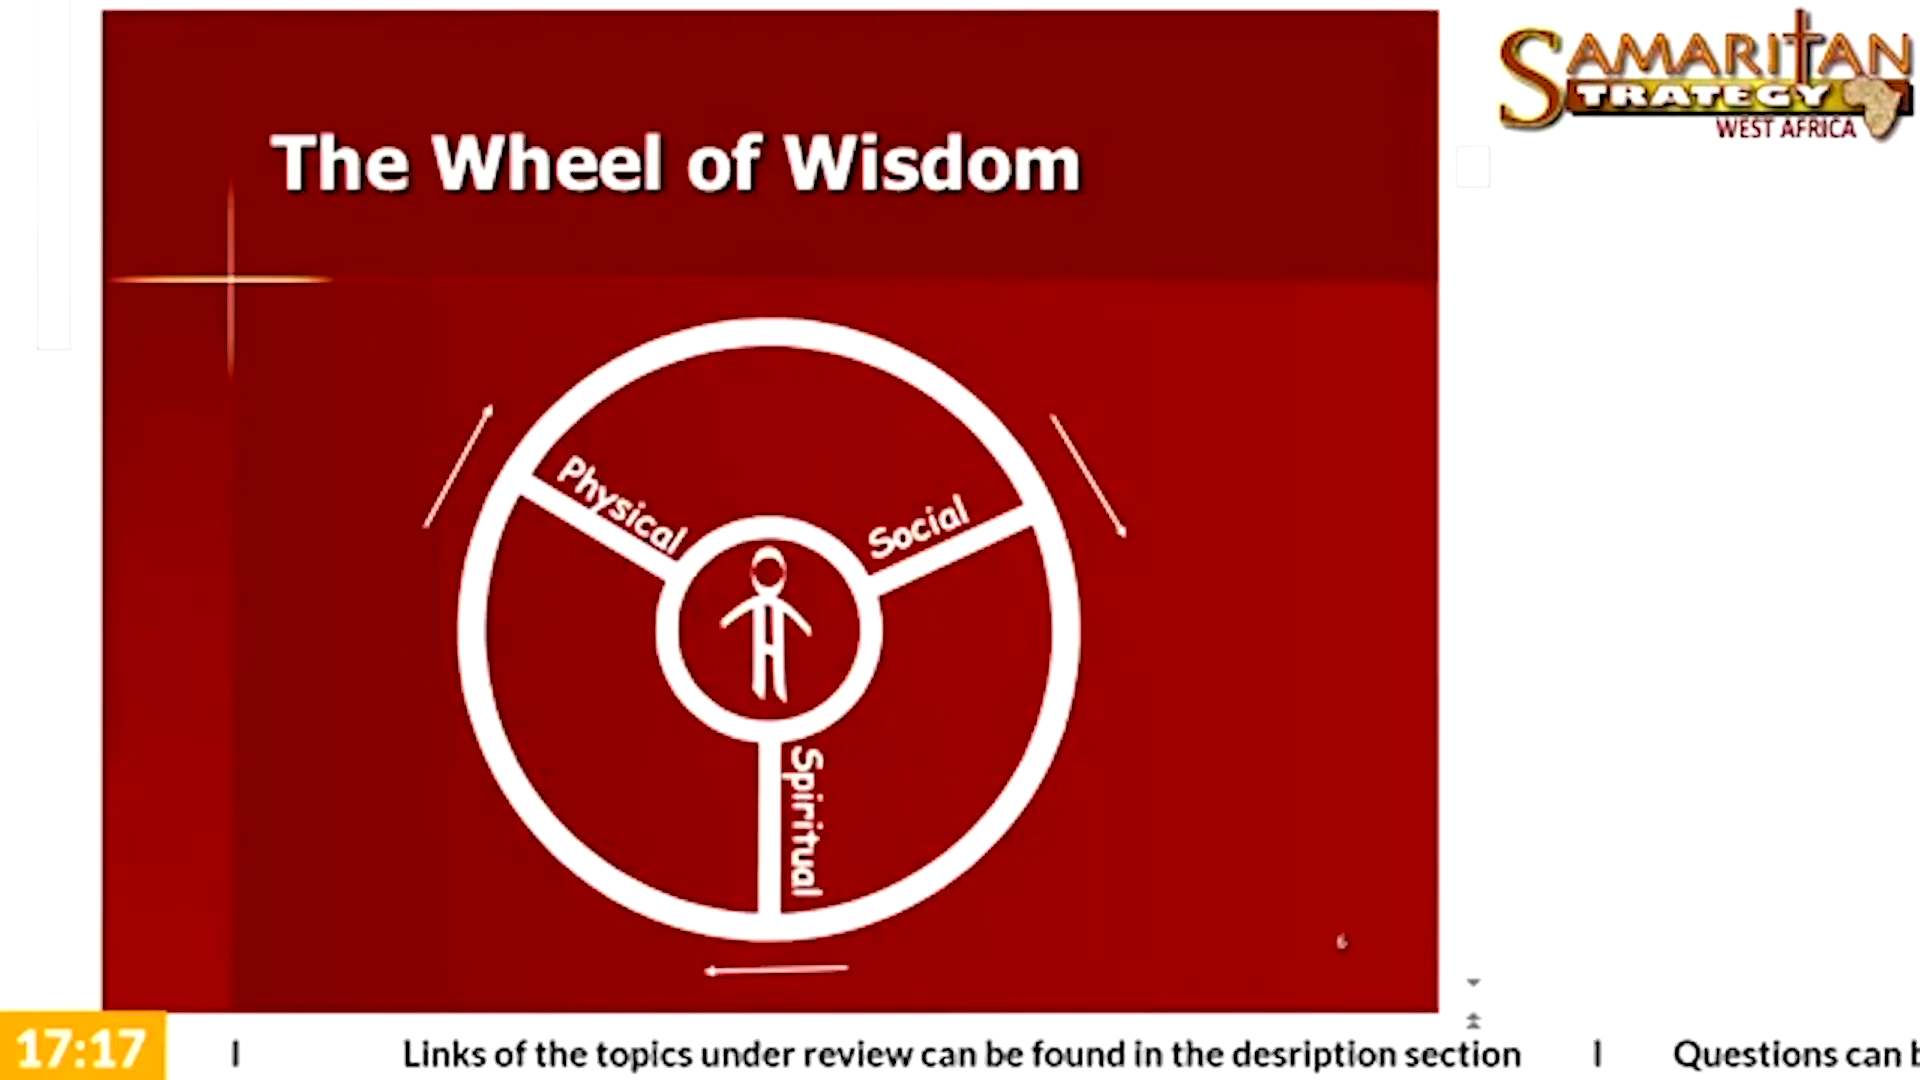 The Wheel of Wisdom
SAMARITAN
STRATEGY
WEST AFRICA
Physical
Social
Spiritual
6
17:17 | Links of the topics under review can be found in the desription section | Questions can b